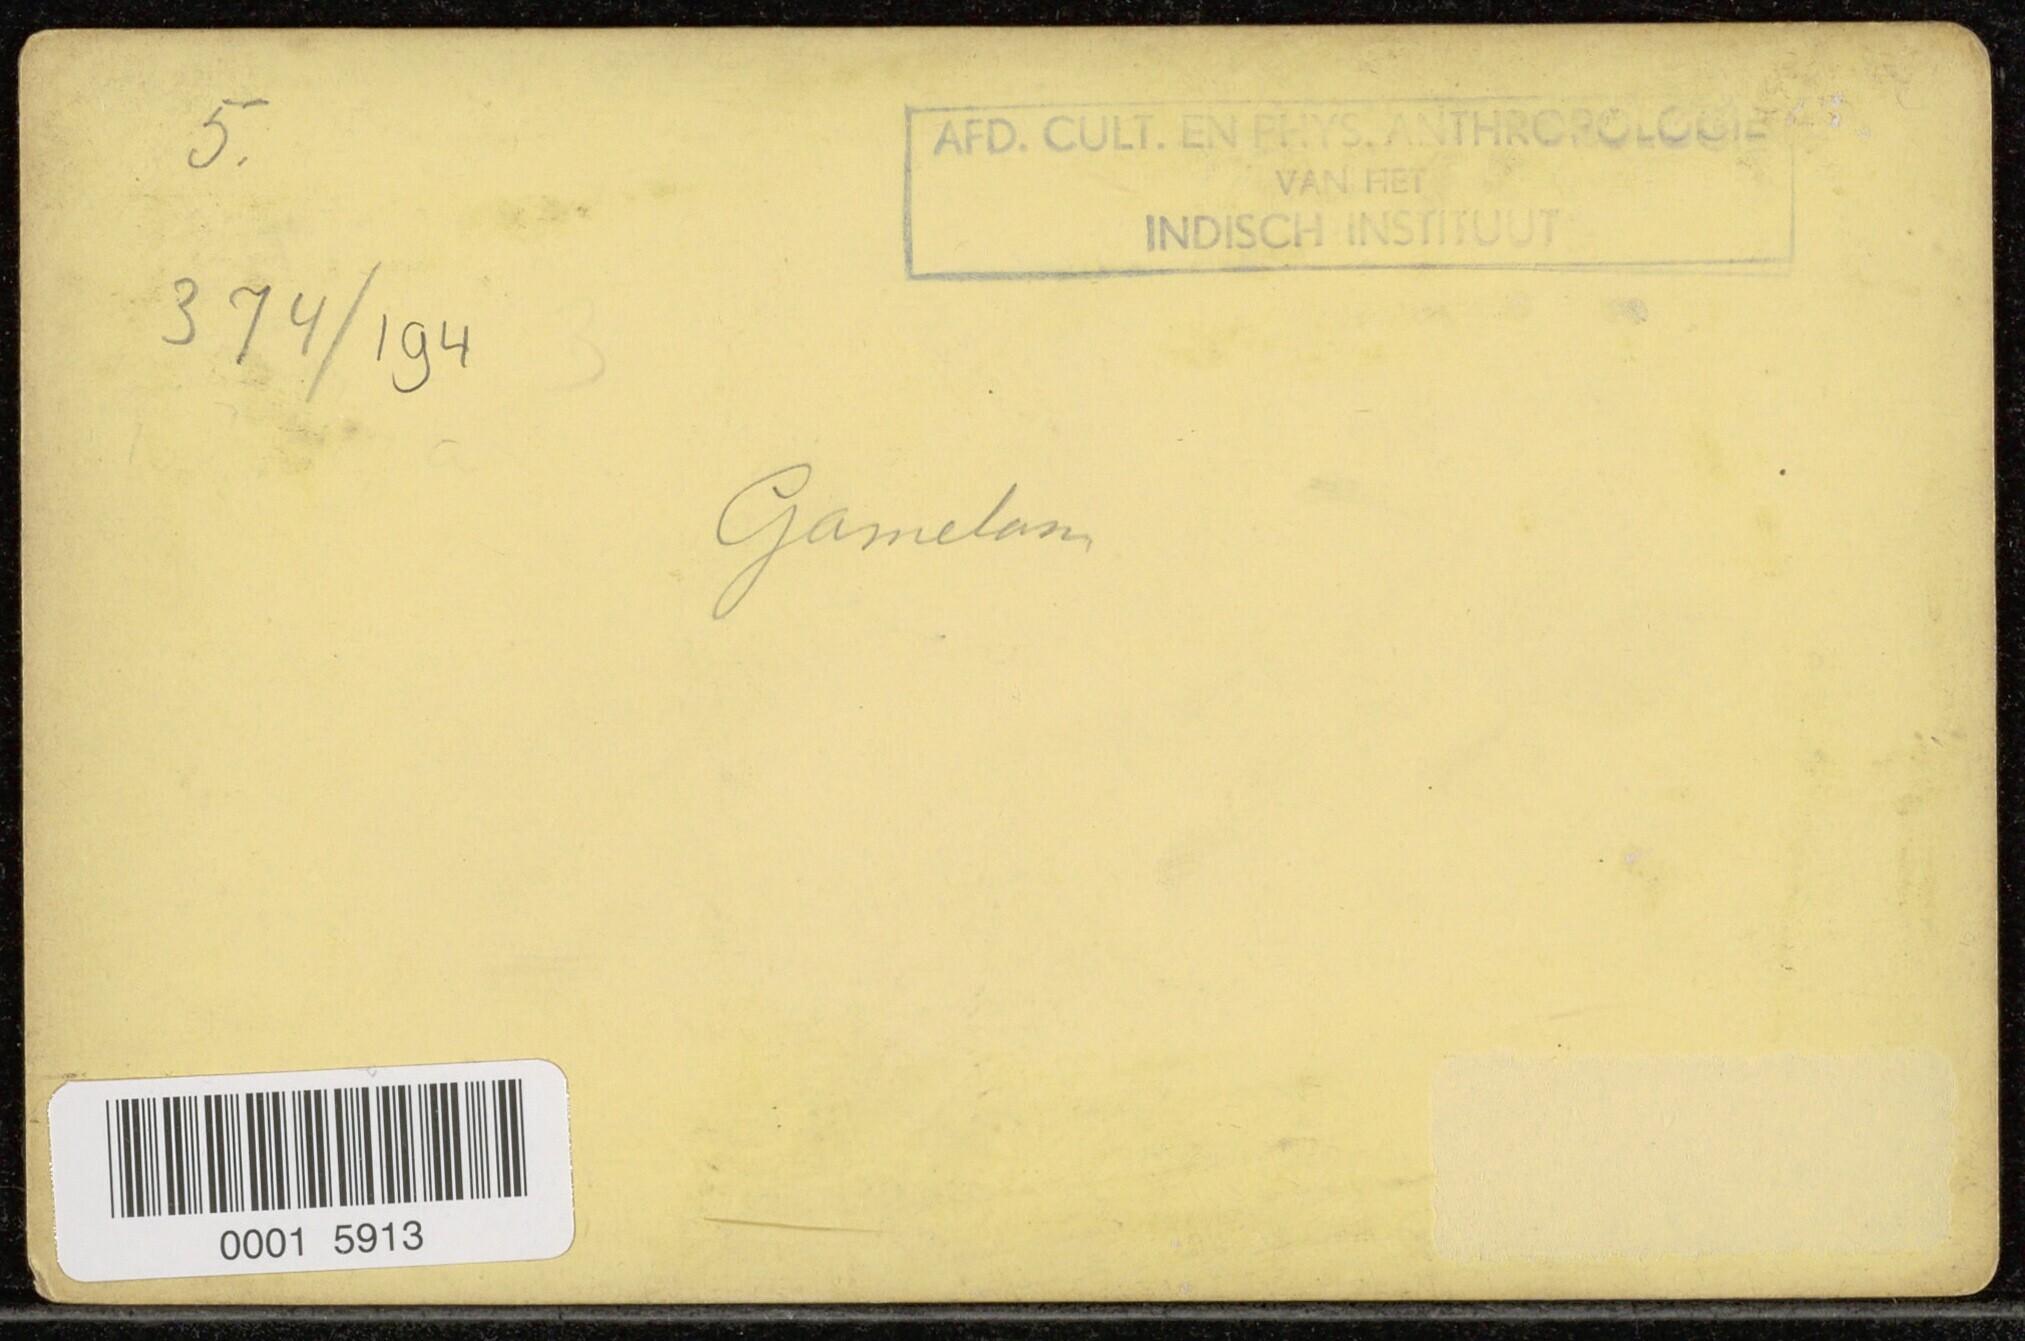 5.
AFD. CULT. EN PHYS. ANTHROPOLOGIE
VAN HET
INDISCH INSTITUUT
374/194
Gamelan
0001 5913